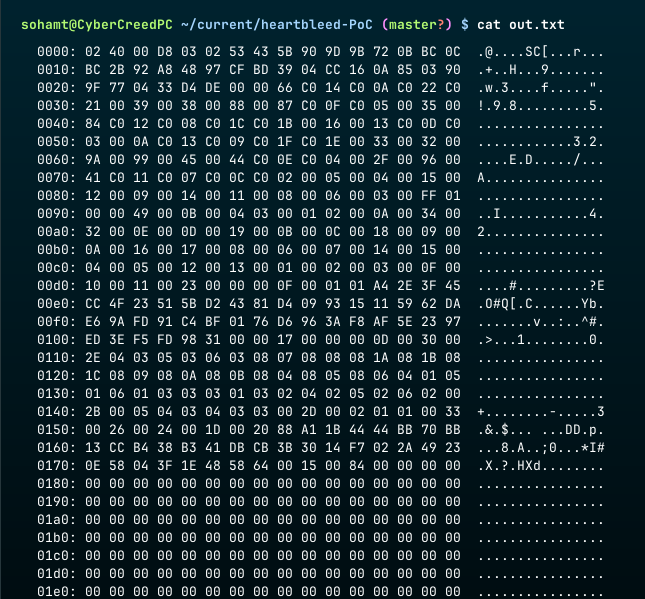 sohamt@CyberCreedPC ~/current/heartbleed-PoC (master?) $ cat out.txt
0000: 02 40 00 D8 03 02 53 43 5B 90 9D 9B 72 0B BC 0C .@....SC[...r...
0010: BC 2B 92 A8 48 97 CF BD 39 04 CC 16 0A 85 03 90 .+..H...9.......
0020: 9F 77 04 33 D4 DE 00 00 66 C0 14 C0 0A C0 22 C0 .w.3....f.....".
0030: 21 00 39 00 38 00 88 00 87 C0 0F C0 05 00 35 00 !.9.8.........5.
0040: 84 C0 12 C0 08 C0 1C C0 1B 00 16 00 13 C0 0D C0 ................
0050: 03 00 0A C0 13 C0 09 C0 1F C0 1E 00 33 00 32 00 ............3.2.
0060: 9A 00 99 00 45 00 44 C0 0E C0 04 00 2F 00 96 00 ....E.D...../...
0070: 41 C0 11 C0 07 C0 0C C0 02 00 05 00 04 00 15 00 A...............
0080: 12 00 09 00 14 00 11 00 08 00 06 00 03 00 FF 01 ................
0090: 00 00 49 00 0B 00 04 03 00 01 02 00 0A 00 34 00 ..I...........4.
00a0: 32 00 0E 00 0D 00 19 00 0B 00 0C 00 18 00 09 00 2...............
00b0: 0A 00 16 00 17 00 08 00 06 00 07 00 14 00 15 00 ................
00c0: 04 00 05 00 12 00 13 00 01 00 02 00 03 00 0F 00 ................
00d0: 10 00 11 00 23 00 00 00 0F 00 01 01 A4 2E 3F 45 ....#.........?E
00e0: CC 4F 23 51 5B D2 43 81 D4 09 93 15 11 59 62 DA .O#Q[.C......Yb.
00f0: E6 9A FD 91 C4 BF 01 76 D6 96 3A F8 AF 5E 23 97 .......v..:..^#.
0100: ED 3E F5 FD 98 31 00 00 17 00 00 00 0D 00 30 00 .>...1........0.
0110: 2E 04 03 05 03 06 03 08 07 08 08 08 1A 08 1B 08 ................
0120: 1C 08 09 08 0A 08 0B 08 04 08 05 08 06 04 01 05 ................
0130: 01 06 01 03 03 03 01 03 02 04 02 05 02 06 02 00 ................
0140: 2B 00 05 04 03 04 03 03 00 2D 00 02 01 01 00 33 +........-.....3
0150: 00 26 00 24 00 1D 00 20 88 A1 1B 44 44 BB 70 BB .&.$... ...DD.p.
0160: 13 CC B4 38 B3 41 DB CB 3B 30 14 F7 02 2A 49 23 ...8.A..;0...*I#
0170: 0E 58 04 3F 1E 48 58 64 00 15 00 84 00 00 00 00 .X.?.HXd........
0180: 00 00 00 00 00 00 00 00 00 00 00 00 00 00 00 00 ................
0190: 00 00 00 00 00 00 00 00 00 00 00 00 00 00 00 00 ................
01a0: 00 00 00 00 00 00 00 00 00 00 00 00 00 00 00 00 ................
01b0: 00 00 00 00 00 00 00 00 00 00 00 00 00 00 00 00 ................
01c0: 00 00 00 00 00 00 00 00 00 00 00 00 00 00 00 00 ................
01d0: 00 00 00 00 00 00 00 00 00 00 00 00 00 00 00 00 ................
01e0: 00 00 00 00 00 00 00 00 00 00 00 00 00 00 00 00 ................